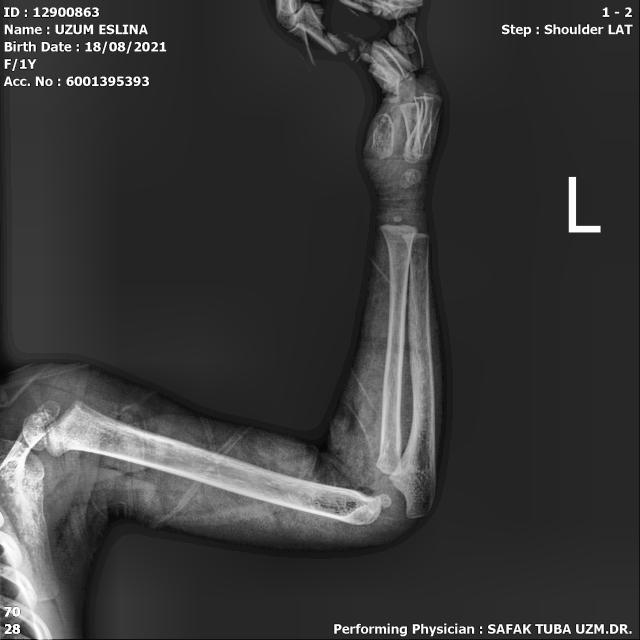 ID : 12900863
Name : UZUM ESLINA
Birth Date : 18/08/2021
F/1Y
Acc. No : 6001395393
1 - 2
Step : Shoulder LAT
L
70
28
Performing Physician : SAFAK TUBA UZM.DR.